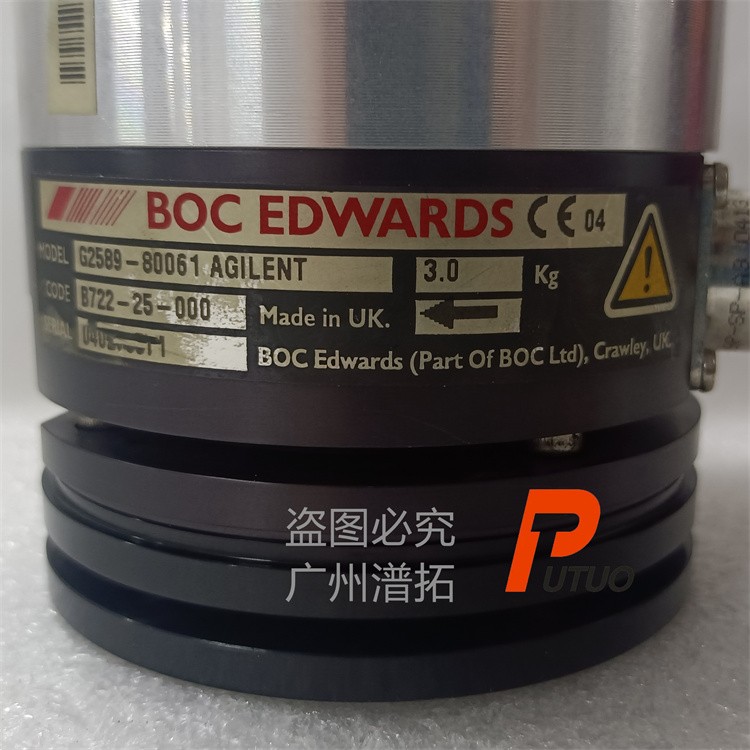 BOC EDWARDS CE 04
MODEL G2589-80061 AGILENT 3.0 Kg
CODE B722-25-000 Made in UK.
SERIAL
BOC Edwards (Part Of BOC Ltd), Crawley, UK.
盗图必究
广州潽拓
PUTUO